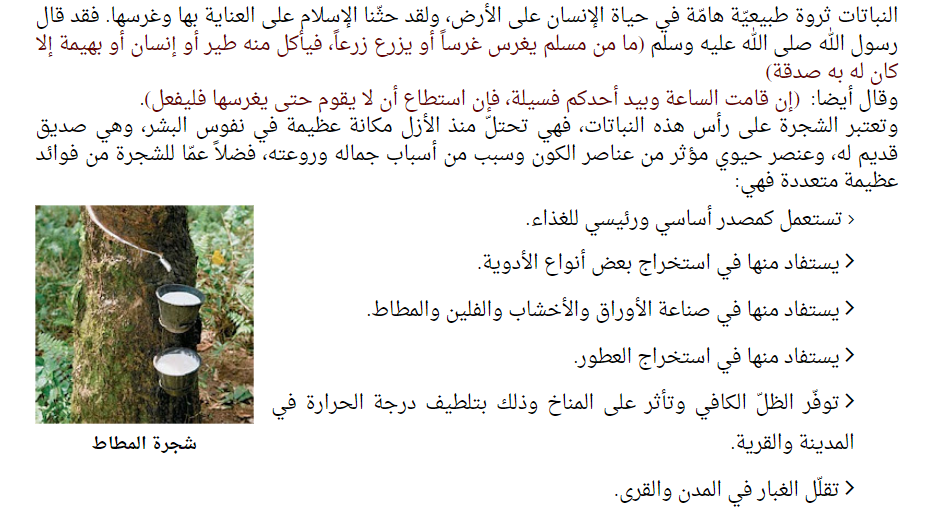 النباتات ثروة طبيعيّة هامّة في حياة الإنسان على الأرض، ولقد حثّنا الإسلام على العناية بها وغرسها. فقد قال
رسول الله صلى الله عليه وسلم (ما من مسلم يغرس غرساً أو يزرع زرعاً، فيأكل منه طير أو إنسان أو بهيمة إلا
كان له به صدقة)
وقال أيضا: (إن قامت الساعة وبيد أحدكم فسيلة، فإن استطاع أن لا يقوم حتى يغرسها فليفعل).
وتعتبر الشجرة على رأس هذه النباتات، فهي تحتلّ منذ الأزل مكانة عظيمة في نفوس البشر، وهي صديق
قديم له، وعنصر حيوي مؤثر من عناصر الكون وسبب من أسباب جماله وروعته، فضلاً عمّا للشجرة من فوائد
عظيمة متعددة فهي:
› تستعمل كمصدر أساسي ورئيسي للغذاء.
› يستفاد منها في استخراج بعض أنواع الأدوية.
› يستفاد منها في صناعة الأوراق والأخشاب والفلين والمطاط.
› يستفاد منها في استخراج العطور.
› توفّر الظلّ الكافي وتأثر على المناخ وذلك بتلطيف درجة الحرارة في
المدينة والقرية.
› تقلّل الغبار في المدن والقرى.
شجرة المطاط